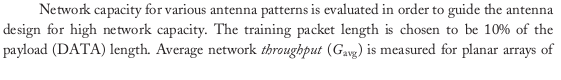 Network capacity for various antenna patterns is evaluated in order to guide the antenna
design for high network capacity. The training packet length is chosen to be 10% of the
payload (DATA) length. Average network throughput (Gavg) is measured for planar arrays of